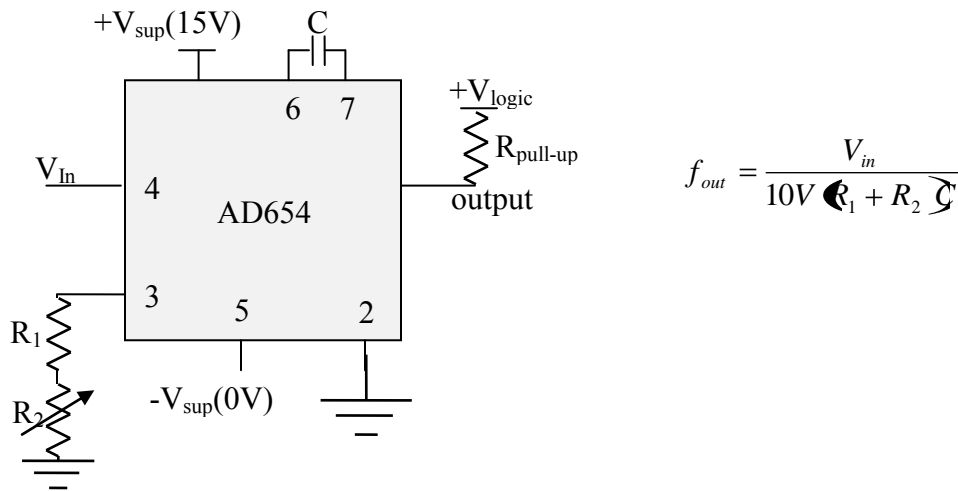 +Vsup(15V)
C
6 7
+Vlogic
Rpull-up
VIn
4
output
AD654
3
5
2
R1
-Vsup(0V)
R2
fout = Vin / 10V (R1 + R2) C